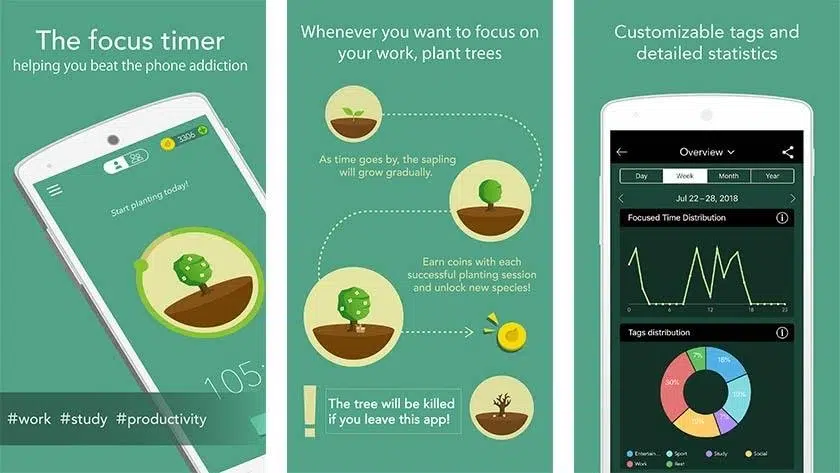 The focus timer
helping you beat the phone addiction
3306
Start planting today!
105:
#work #study #productivity
Whenever you want to focus on
your work, plant trees
As time goes by, the sapling
will grow gradually.
Earn coins with each
successful planting session
and unlock new species!
The tree will be killed
if you leave this app!
Customizable tags and
detailed statistics
Overview
Day Week Month Year
Jul 22 – 28, 2018
Focused Time Distribution
0 6 12 18 23
Tags distribution
7% 18%
30%
Entertain... Sport Study Social
Work Rest